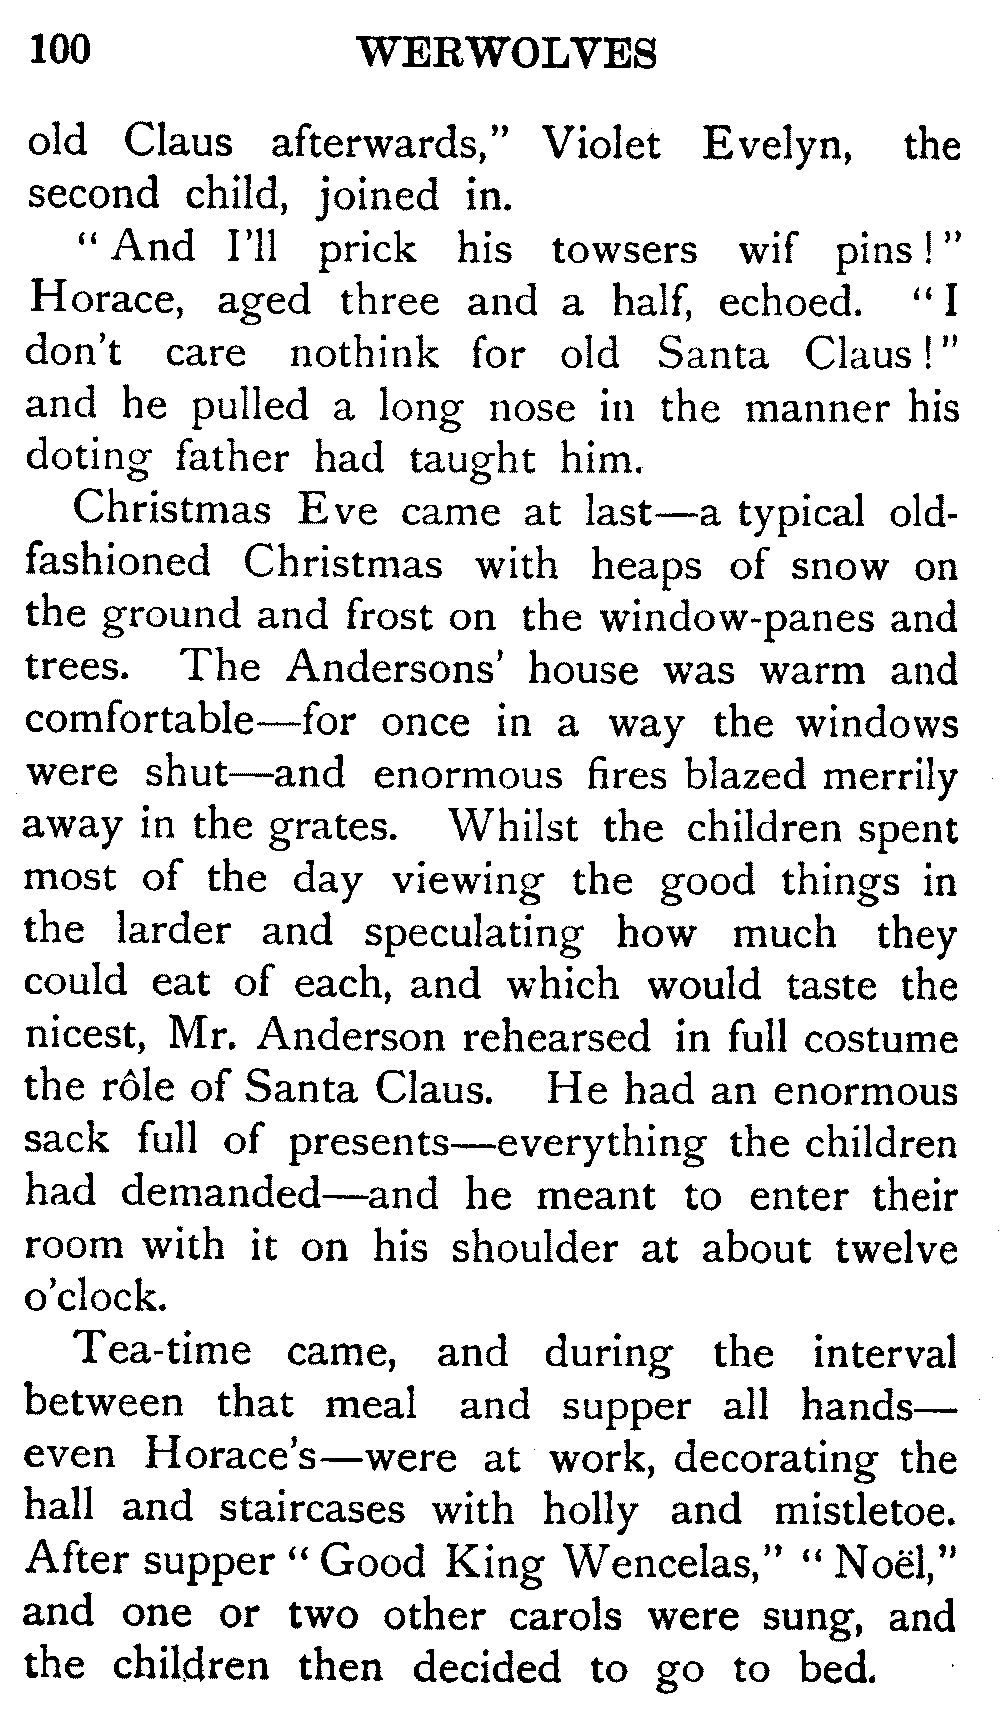 100 WERWOLVES
old Claus afterwards,” Violet Evelyn, the
second child, joined in.
“ And I'll prick his towsers wif pins ! ”
Horace, aged three and a half, echoed. “ I
don't care nothink for old Santa Claus ! ”
and he pulled a long nose in the manner his
doting father had taught him.
Christmas Eve came at last—a typical old-
fashioned Christmas with heaps of snow on
the ground and frost on the window-panes and
trees. The Andersons' house was warm and
comfortable—for once in a way the windows
were shut—and enormous fires blazed merrily
away in the grates. Whilst the children spent
most of the day viewing the good things in
the larder and speculating how much they
could eat of each, and which would taste the
nicest, Mr. Anderson rehearsed in full costume
the rôle of Santa Claus. He had an enormous
sack full of presents—everything the children
had demanded—and he meant to enter their
room with it on his shoulder at about twelve
o'clock.
Tea-time came, and during the interval
between that meal and supper all hands—
even Horace's—were at work, decorating the
hall and staircases with holly and mistletoe.
After supper “ Good King Wencelas,” “ Noël,”
and one or two other carols were sung, and
the children then decided to go to bed.